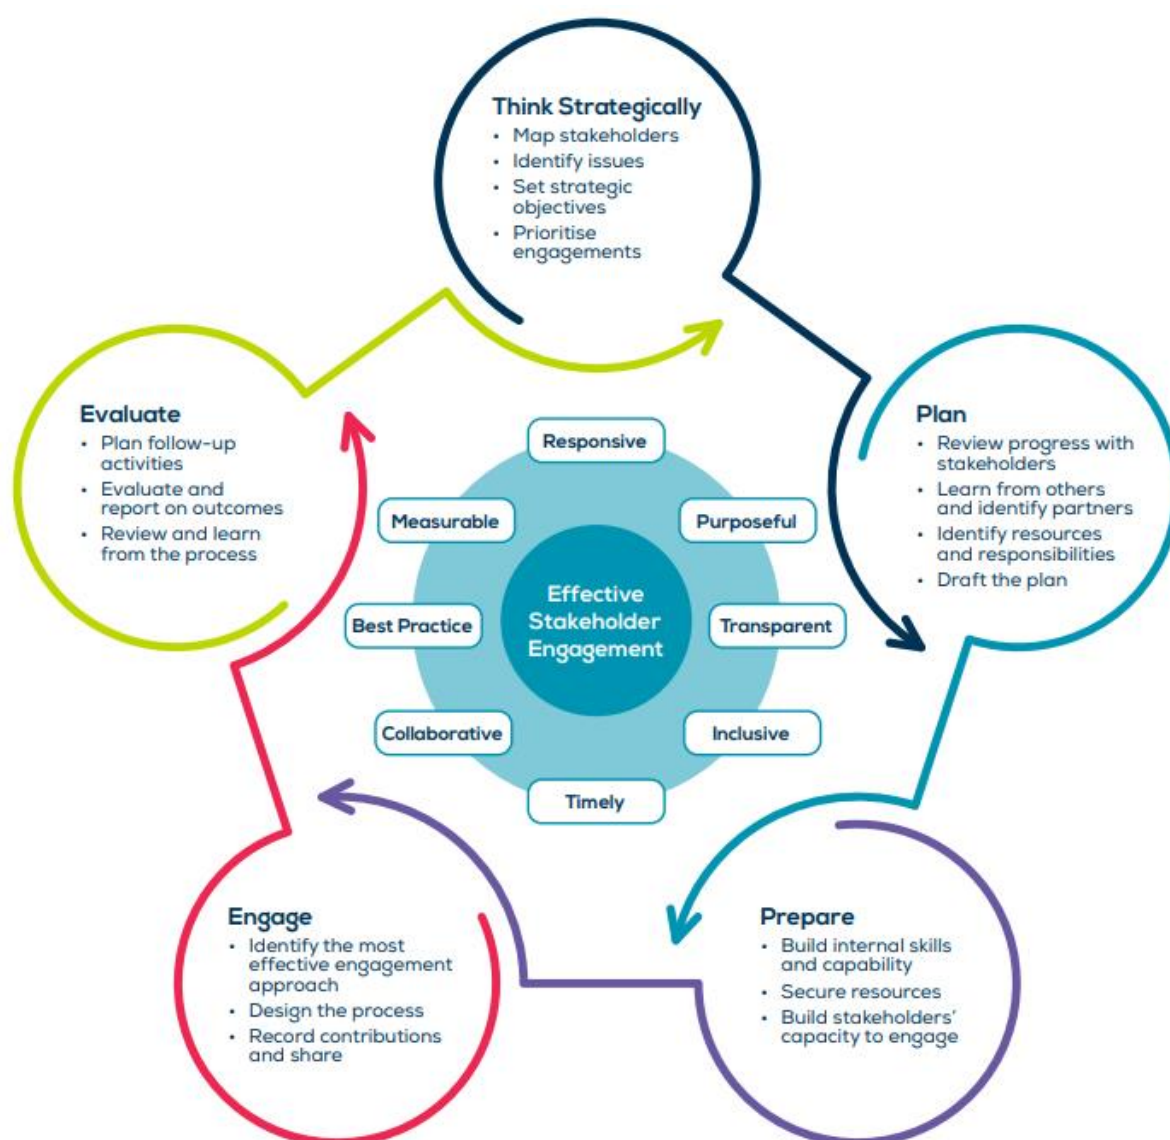 Think Strategically
• Map stakeholders
• Identify issues
• Set strategic
objectives
• Prioritise
engagements
Evaluate
• Plan follow-up
activities
• Evaluate and
report on outcomes
• Review and learn
from the process
Plan
• Review progress with
stakeholders
• Learn from others
and identify partners
• Identify resources
and responsibilities
• Draft the plan
Responsive
Measurable
Purposeful
Effective
Stakeholder
Engagement
Best Practice
Transparent
Collaborative
Inclusive
Timely
Engage
• Identify the most
effective engagement
approach
• Design the process
• Record contributions
and share
Prepare
• Build internal skills
and capability
• Secure resources
• Build stakeholders’
capacity to engage